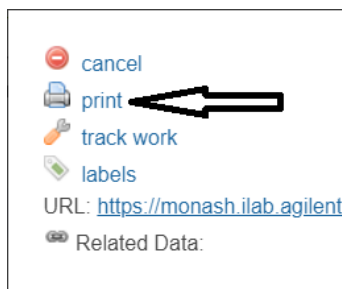 cancel
print
track work
labels
URL: https://monash.ilab.agilent
Related Data: